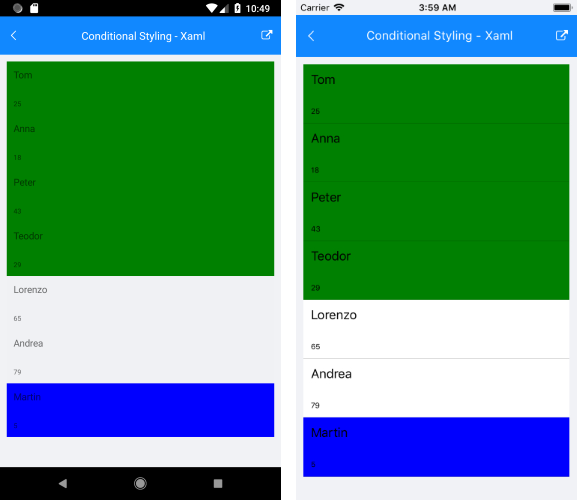 10:49
Conditional Styling - Xaml
Tom
25
Anna
18
Peter
43
Teodor
29
Lorenzo
65
Andrea
79
Martin
Carrier 3:59 AM
Conditional Styling - Xaml
Tom
25
Anna
18
Peter
43
Teodor
29
Lorenzo
65
Andrea
79
Martin